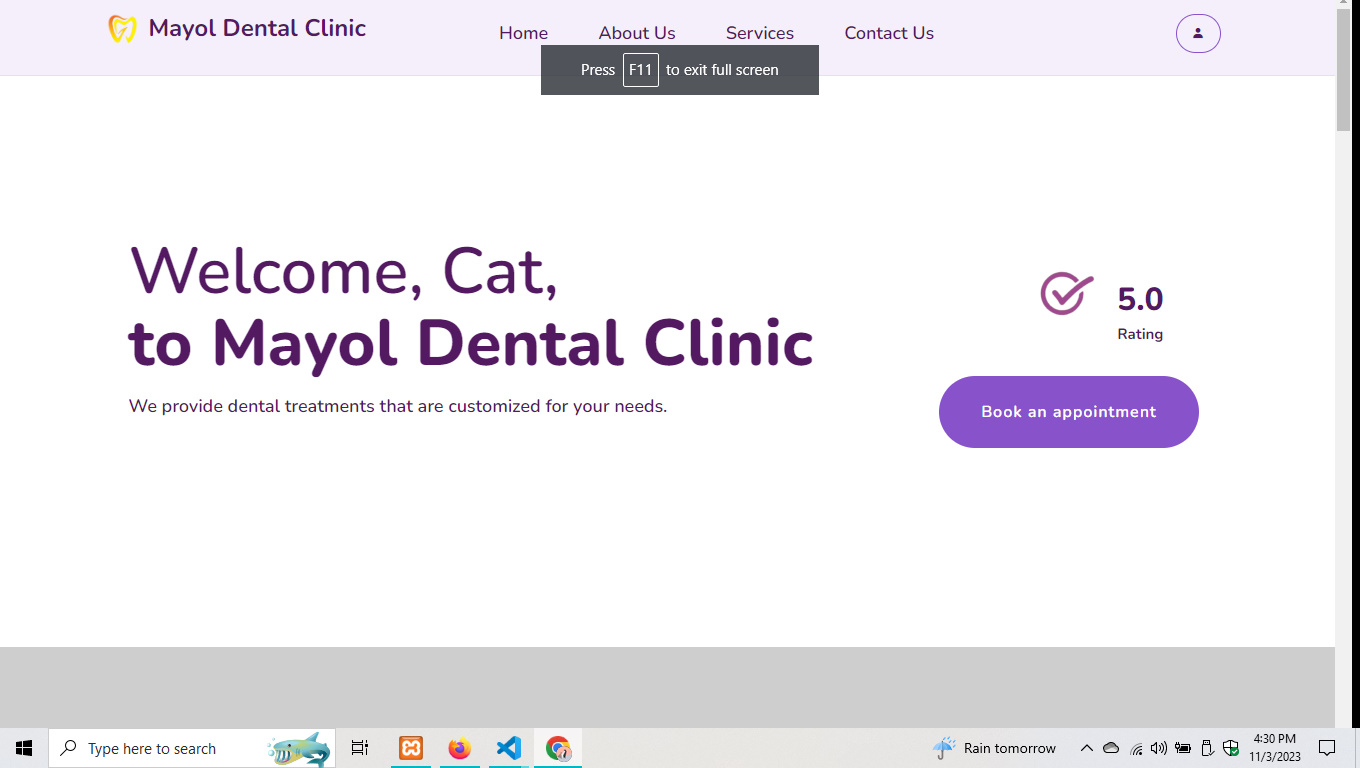 Mayol Dental Clinic
Home About Us Services Contact Us
Press F11 to exit full screen
Welcome, Cat,
to Mayol Dental Clinic
We provide dental treatments that are customized for your needs.
5.0
Rating
Book an appointment
Type here to search
Rain tomorrow
4:30 PM
11/3/2023